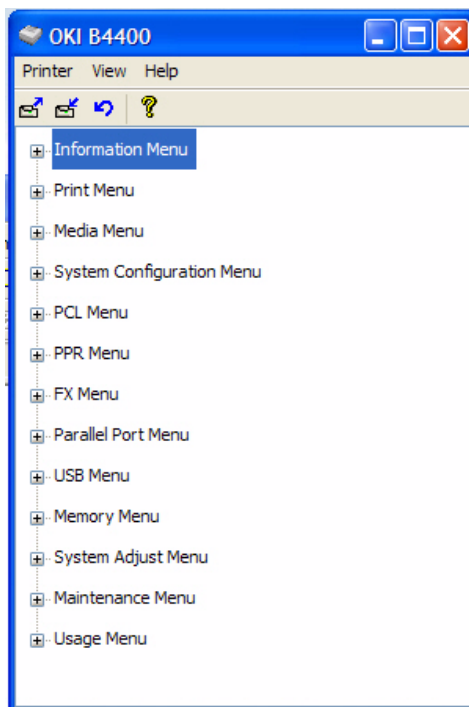 OKI B4400
Printer View Help
Information Menu
Print Menu
Media Menu
System Configuration Menu
PCL Menu
PPR Menu
FX Menu
Parallel Port Menu
USB Menu
Memory Menu
System Adjust Menu
Maintenance Menu
Usage Menu